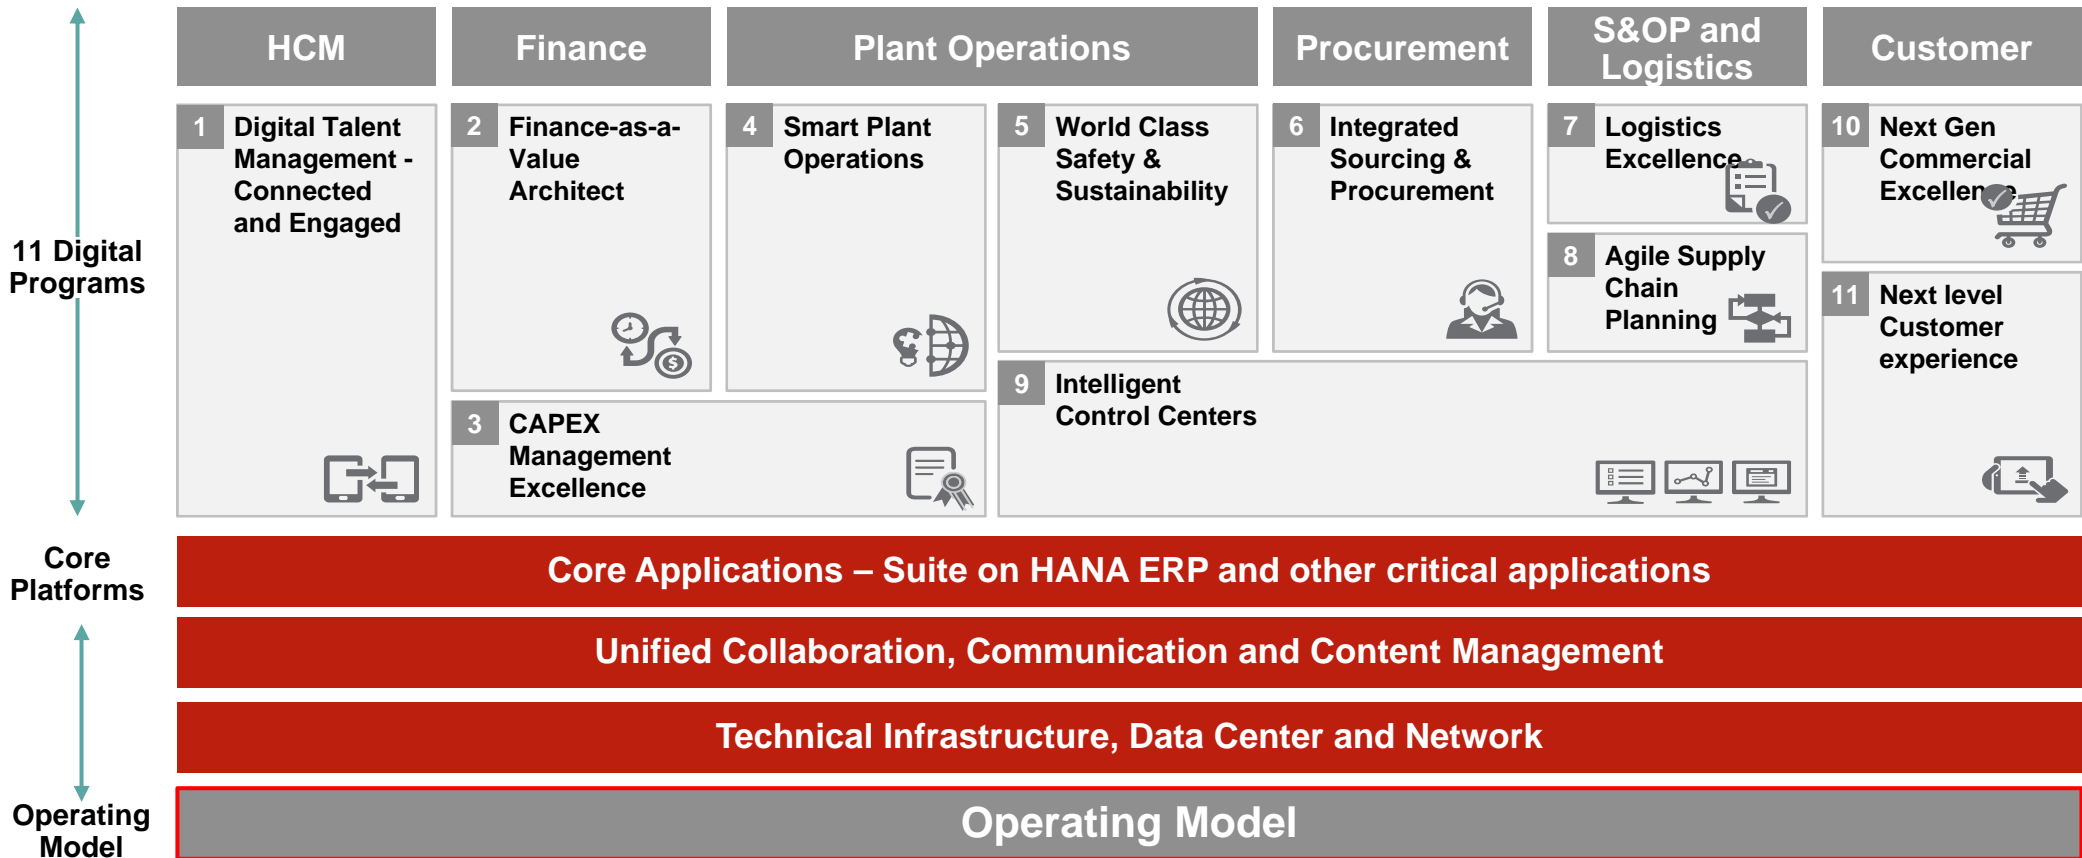 HCM
Finance
Plant Operations
Procurement
S&OP and
Logistics
Customer
11 Digital
Programs
1
Digital Talent
Management -
Connected
and Engaged
2
Finance-as-a-
Value
Architect
3
CAPEX
Management
Excellence
4
Smart Plant
Operations
5
World Class
Safety &
Sustainability
6
Integrated
Sourcing &
Procurement
7
Logistics
Excellence
8
Agile Supply
Chain
Planning
9
Intelligent
Control Centers
10
Next Gen
Commercial
Excellence
11
Next level
Customer
experience
Core
Platforms
Core Applications – Suite on HANA ERP and other critical applications
Unified Collaboration, Communication and Content Management
Technical Infrastructure, Data Center and Network
Operating
Model
Operating Model